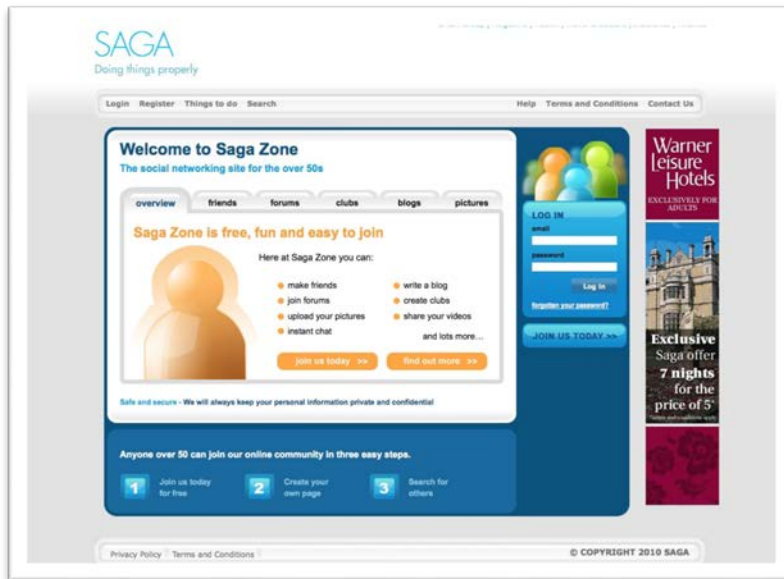 SAGA
Doing things properly
Login Register Things to do Search
Help Terms and Conditions Contact Us
Welcome to Saga Zone
The social networking site for the over 50s
overview friends forums clubs blogs pictures
Saga Zone is free, fun and easy to join
Here at Saga Zone you can:
make friends
join forums
upload your pictures
instant chat
write a blog
create clubs
share your videos
and lots more...
join us today >>
find out more >>
Safe and secure - We will always keep your personal information private and confidential
LOG IN
email
password
Log In
forgotten your password?
JOIN US TODAY >>
Warner
Leisure
Hotels
EXCLUSIVELY FOR
ADULTS
Exclusive
Saga offer
7 nights
for the
price of 5*
Anyone over 50 can join our online community in three easy steps.
1 Join us today
for free
2 Create your
own page
3 Search for
others
Privacy Policy Terms and Conditions
© COPYRIGHT 2010 SAGA